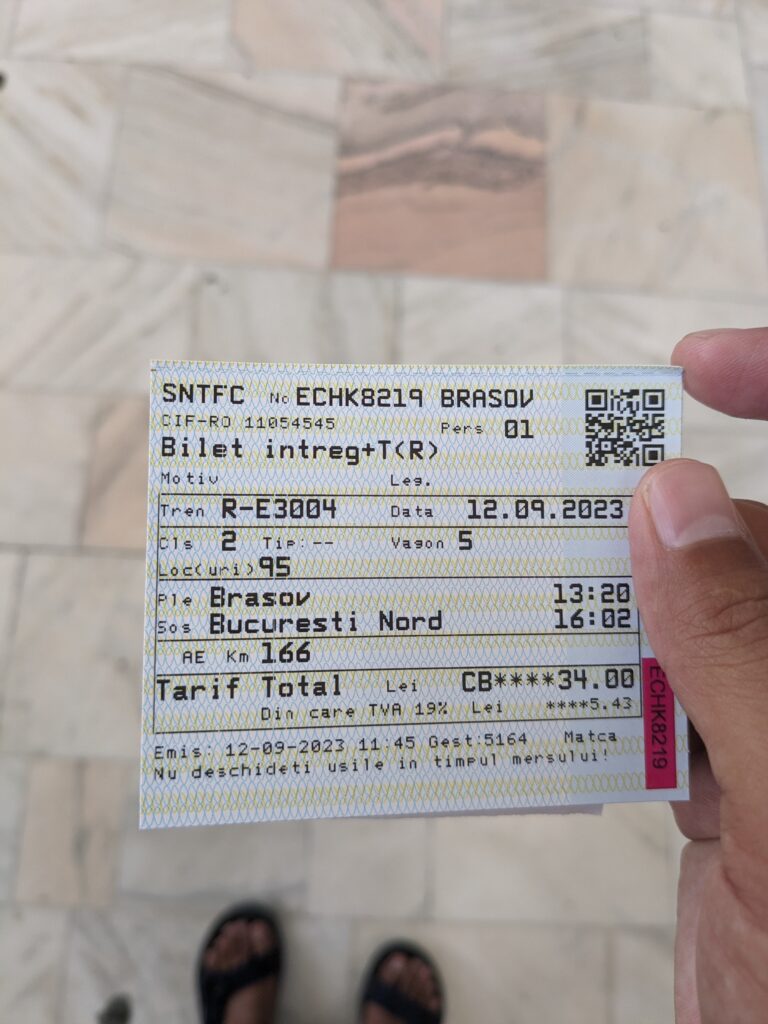 SNTFC No ECHK8219 BRASOV
CIF-RO 11054545 Pers 01
Bilet intreg+T(R)
Motiv Leg.
Tren R-E3004 Data 12.09.2023
Cls 2 Tip:-- Vagon 5
Loc(uri) 95
Ple Brasov 13:20
Sos Bucuresti Nord 16:02
AE Km 166
Tarif Total Lei CB****34.00
Din care TVA 19% Lei ****5.43
Emis: 12-09-2023 11:45 Gest:5164 Matca
Nu deschideti usile in timpul mersului!
ECHK8219